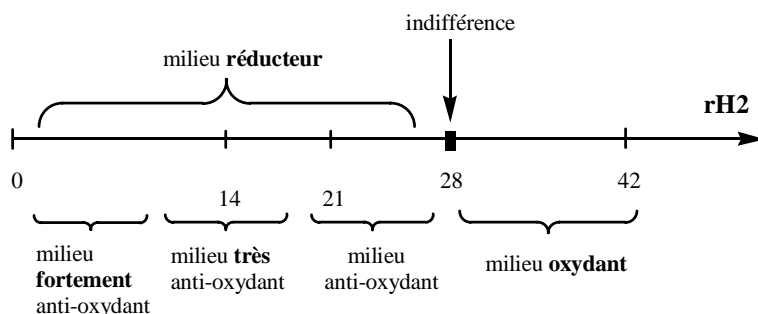 indifférence
milieu réducteur
rH2
0
14
21
28
42
milieu
fortement
anti-oxydant
milieu très
anti-oxydant
milieu
anti-oxydant
milieu oxydant